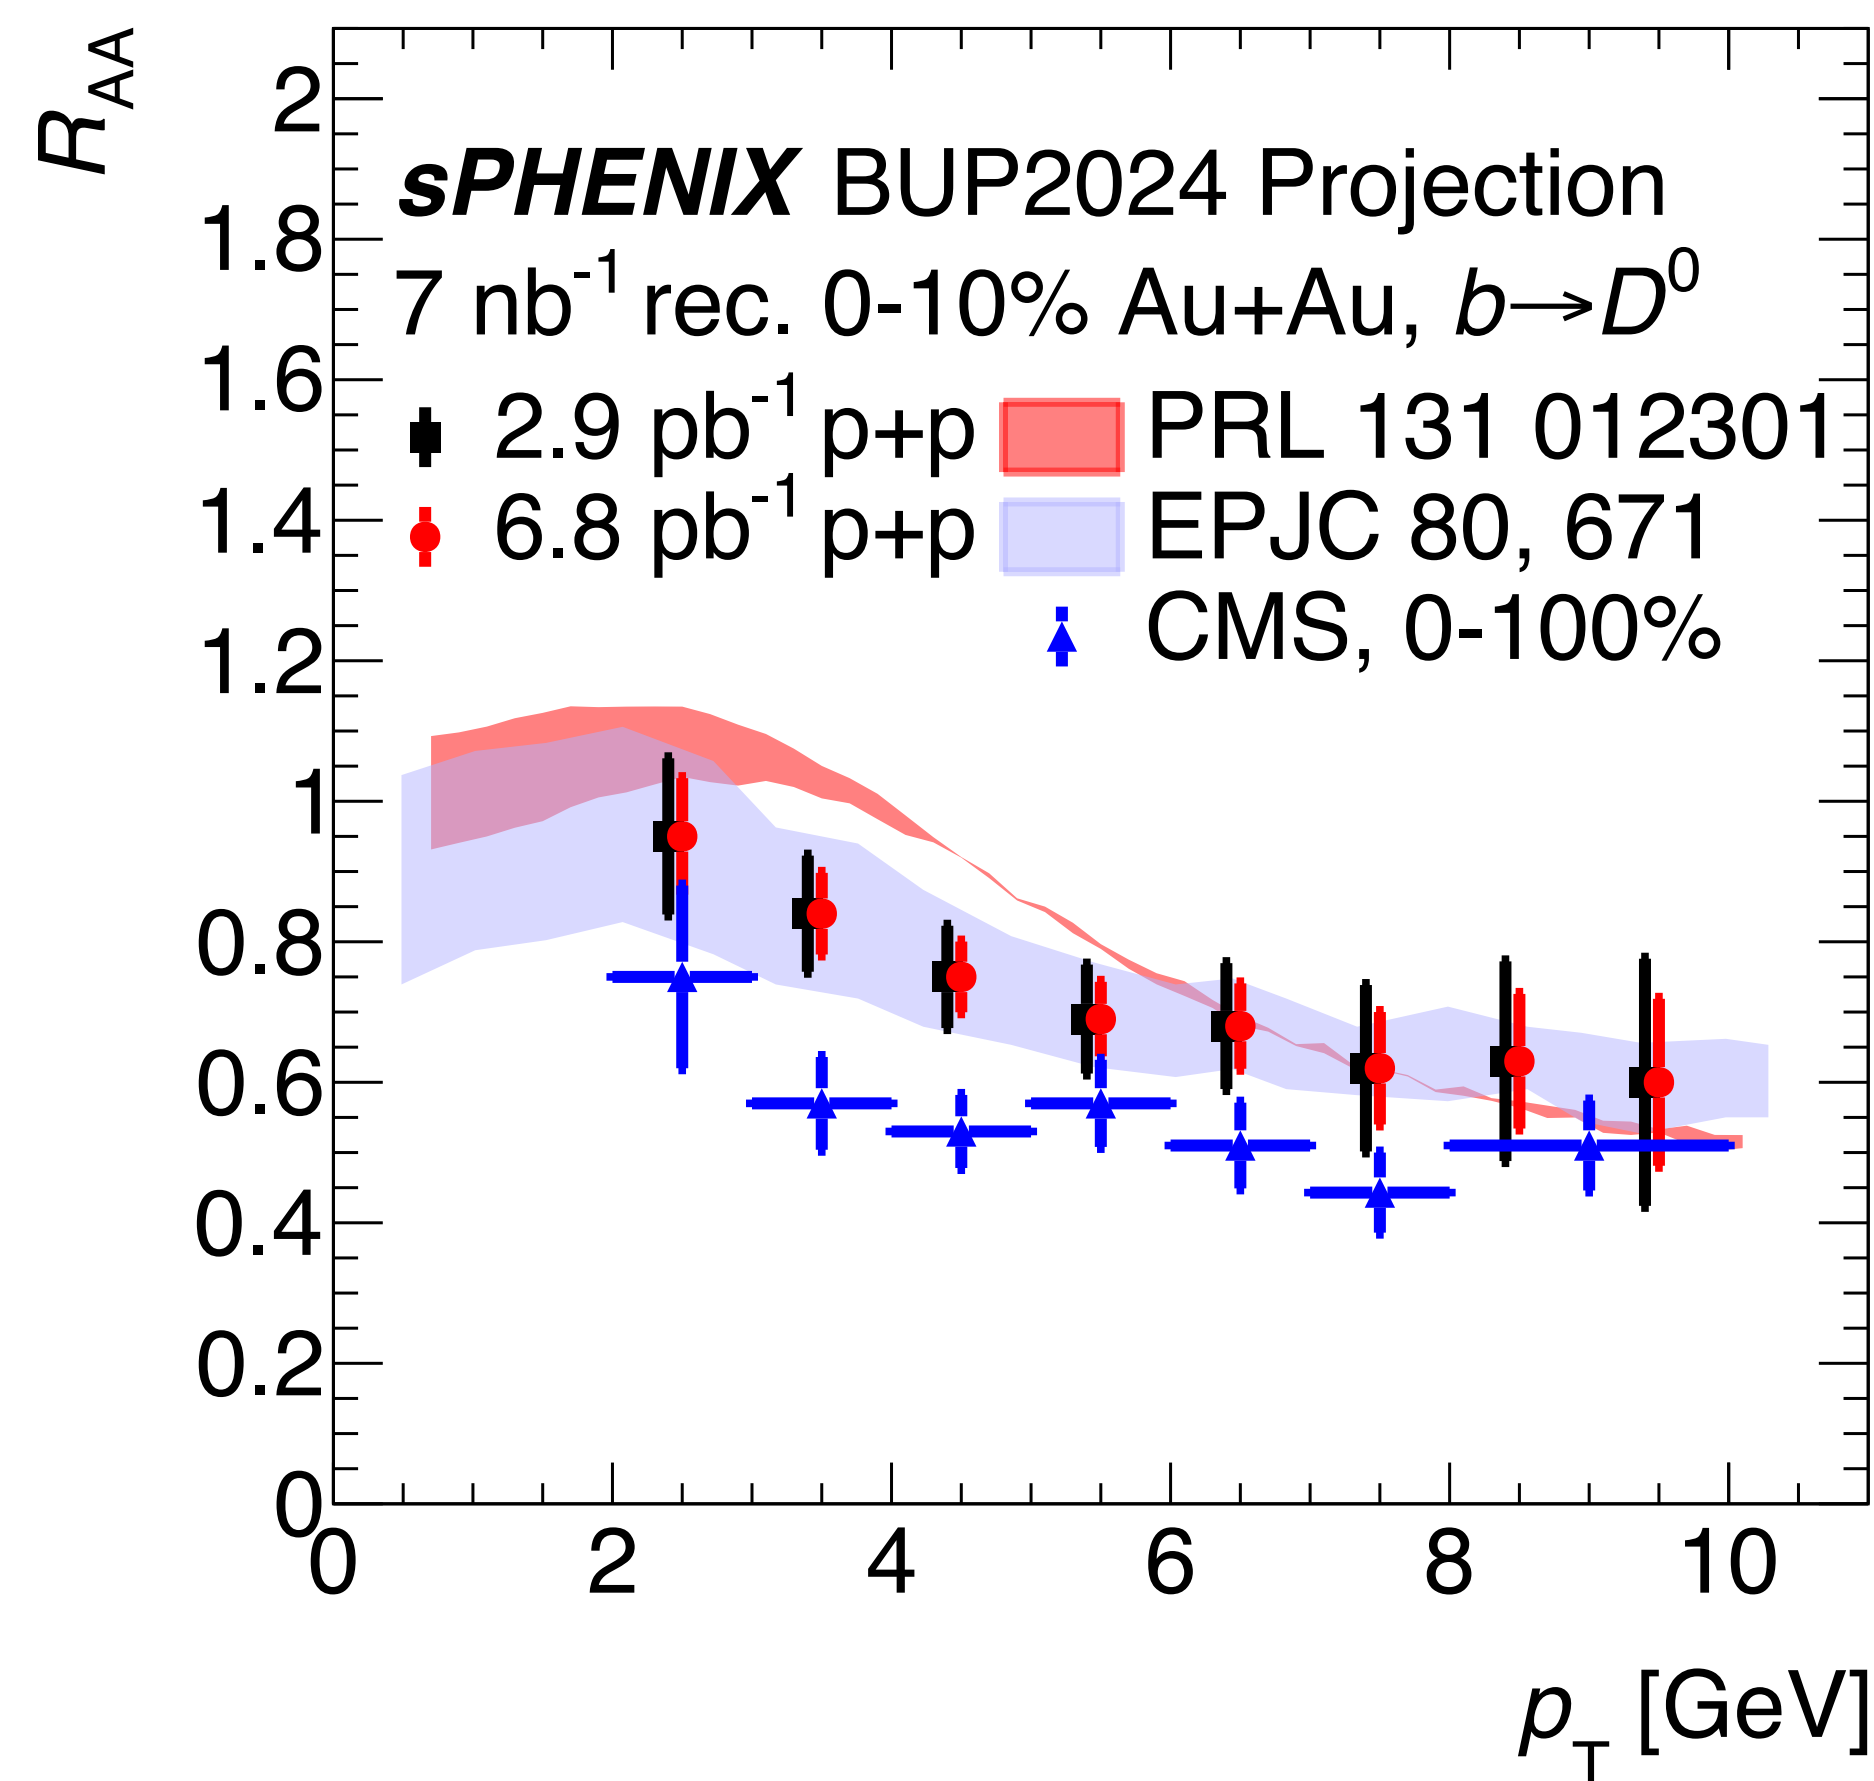 R_AA
sPHENIX BUP2024 Projection
7 nb⁻¹ rec. 0-10% Au+Au, b→D⁰
2.9 pb⁻¹ p+p
PRL 131 012301
6.8 pb⁻¹ p+p
EPJC 80, 671
CMS, 0-100%
2
1.8
1.6
1.4
1.2
1
0.8
0.6
0.4
0.2
0
0 2 4 6 8 10
p_T [GeV]